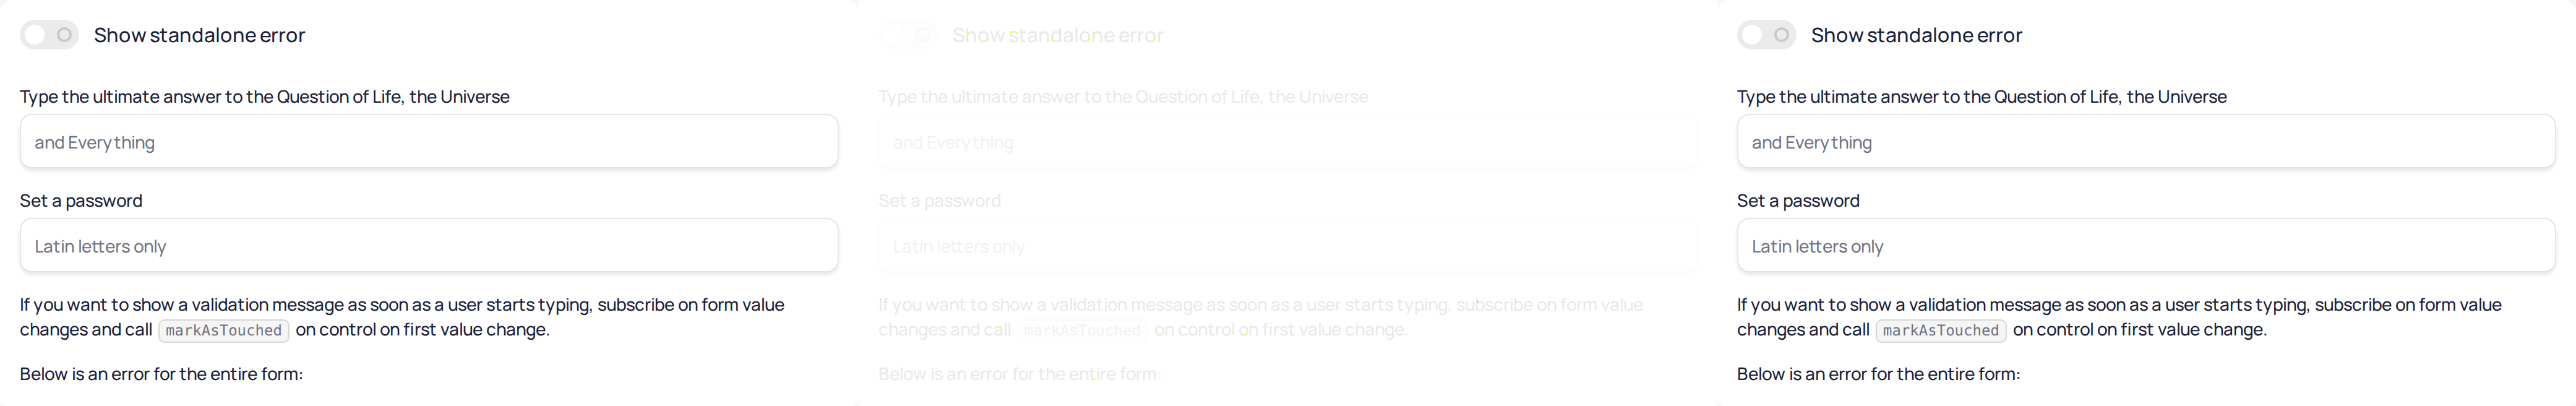 Show standalone error
Type the ultimate answer to the Question of Life, the Universe
and Everything
Set a password
Latin letters only
If you want to show a validation message as soon as a user starts typing, subscribe on form value
changes and call markAsTouched on control on first value change.
Below is an error for the entire form:
Show standalone error
Type the ultimate answer to the Question of Life, the Universe
and Everything
Set a password
Latin letters only
If you want to show a validation message as soon as a user starts typing, subscribe on form value
changes and call markAsTouched on control on first value change.
Below is an error for the entire form:
Show standalone error
Type the ultimate answer to the Question of Life, the Universe
and Everything
Set a password
Latin letters only
If you want to show a validation message as soon as a user starts typing, subscribe on form value
changes and call markAsTouched on control on first value change.
Below is an error for the entire form: